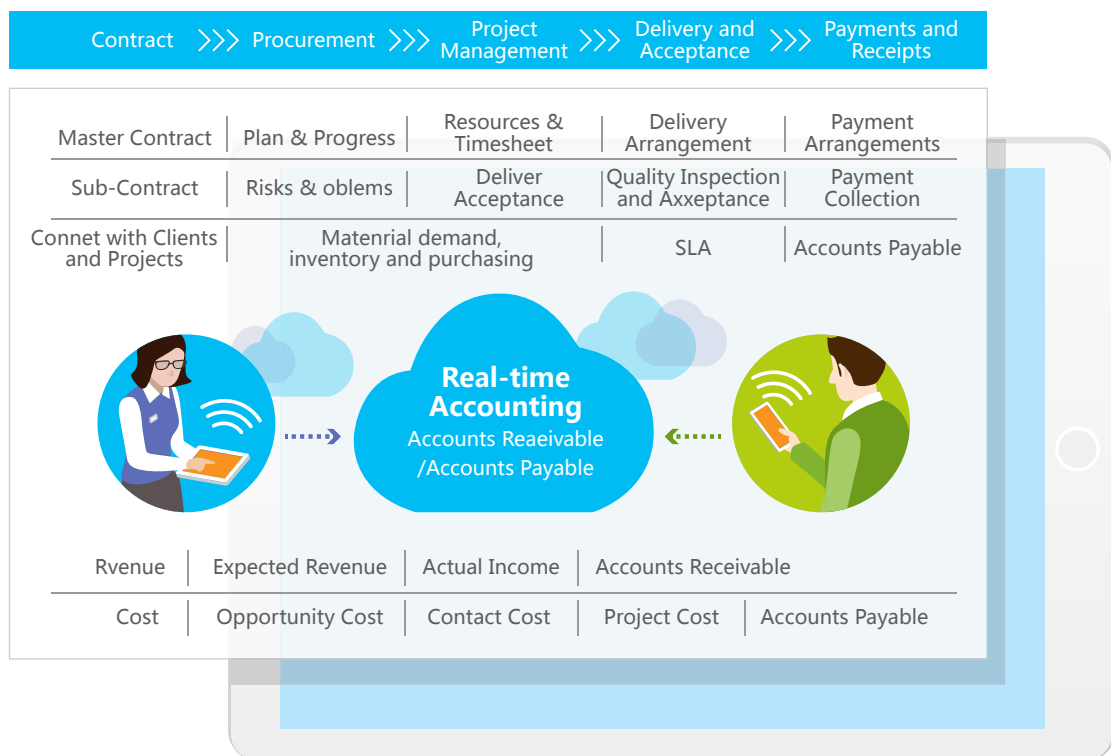 Contract >>> Procurement >>> Project Management >>> Delivery and Acceptance >>> Payments and Receipts
Master Contract
Plan & Progress
Resources &
Timesheet
Delivery
Arrangement
Payment
Arrangements
Sub-Contract
Risks & oblems
Deliver
Acceptance
Quality Inspection
and Axxeptance
Payment
Collection
Connet with Clients
and Projects
Matenrial demand,
inventory and purchasing
SLA
Accounts Payable
Real-time
Accounting
Accounts Reaeivable
/Accounts Payable
Rvenue
Expected Revenue
Actual Income
Accounts Receivable
Cost
Opportunity Cost
Contact Cost
Project Cost
Accounts Payable